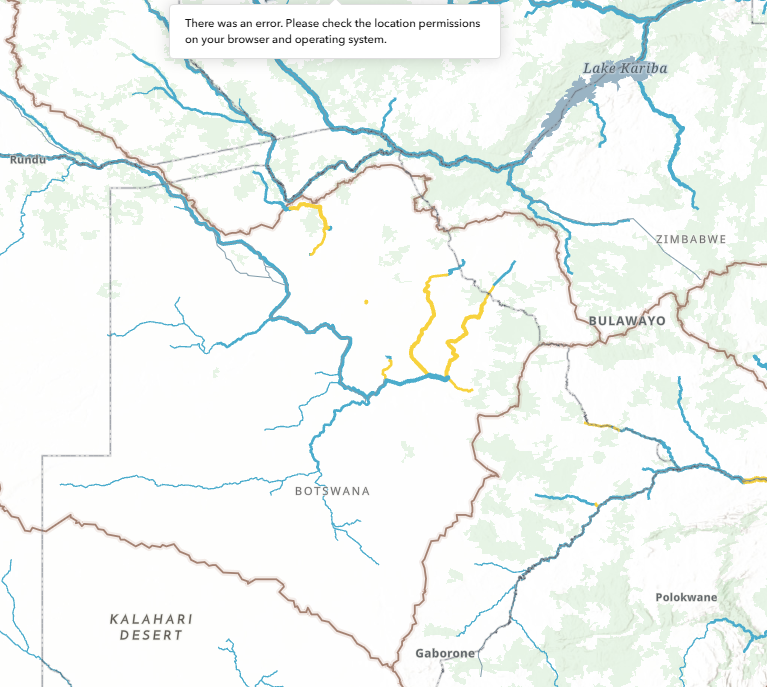 There was an error. Please check the location permissions
on your browser and operating system.
Lake Kariba
Rundu
ZIMBABWE
BULAWAYO
BOTSWANA
Polokwane
KALAHARI
DESERT
Gaborone